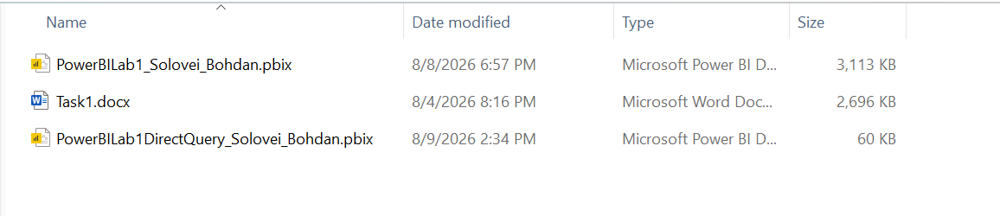 Name Date modified Type Size
PowerBILab1_Solovei_Bohdan.pbix 8/8/2026 6:57 PM Microsoft Power BI D... 3,113 KB
Task1.docx 8/4/2026 8:16 PM Microsoft Word Doc... 2,696 KB
PowerBILab1DirectQuery_Solovei_Bohdan.pbix 8/9/2026 2:34 PM Microsoft Power BI D... 60 KB